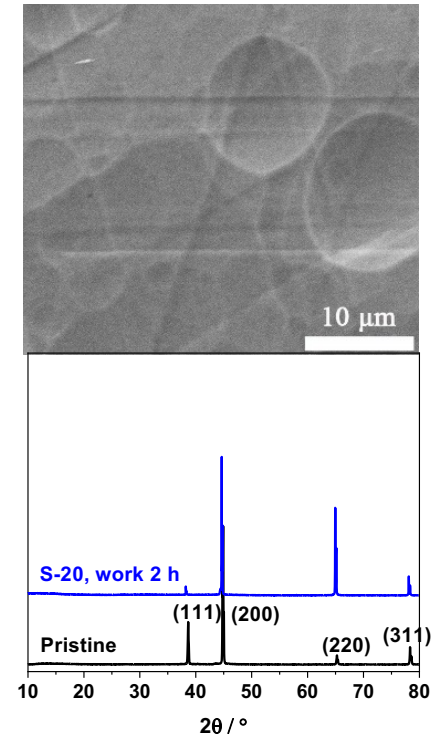 10 μm
S-20, work 2 h
(111) (200)
(311)
(220)
Pristine
10 20 30 40 50 60 70 80
2θ / °